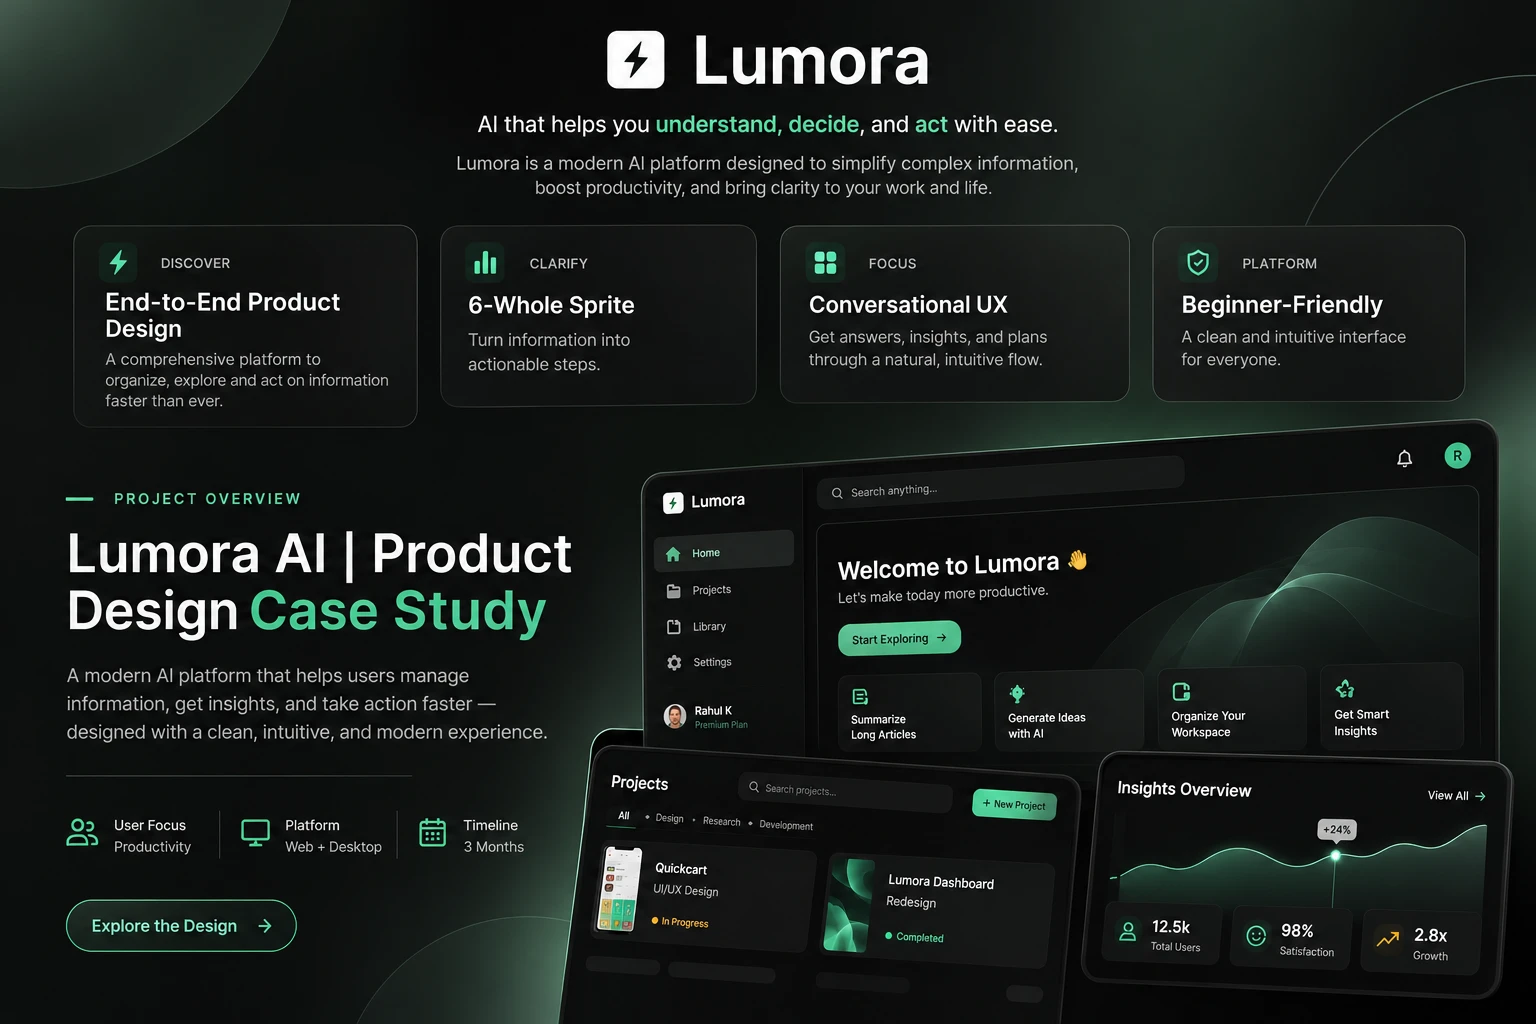 Lumora
AI that helps you understand, decide, and act with ease.
Lumora is a modern AI platform designed to simplify complex information,
boost productivity, and bring clarity to your work and life.
DISCOVER
End-to-End Product
Design
A comprehensive platform to
organize, explore and act on information
faster than ever.
CLARIFY
6-Whole Sprite
Turn information into
actionable steps.
FOCUS
Conversational UX
Get answers, insights, and plans
through a natural, intuitive flow.
PLATFORM
Beginner-Friendly
A clean and intuitive interface
for everyone.
PROJECT OVERVIEW
Lumora AI | Product
Design Case Study
A modern AI platform that helps users manage
information, get insights, and take action faster —
designed with a clean, intuitive, and modern experience.
User Focus
Productivity
Platform
Web + Desktop
Timeline
3 Months
Explore the Design →
Lumora
Search anything...
R
Home
Projects
Library
Settings
Rahul K
Premium Plan
Welcome to Lumora 👋
Let's make today more productive.
Start Exploring →
Summarize
Long Articles
Generate Ideas
with AI
Organize Your
Workspace
Get Smart
Insights
Projects
Search projects...
+ New Project
All • Design • Research • Development
Quickcart
UI/UX Design
In Progress
Lumora Dashboard
Redesign
Completed
Insights Overview
View All →
+24%
12.5k
Total Users
98%
Satisfaction
2.8x
Growth